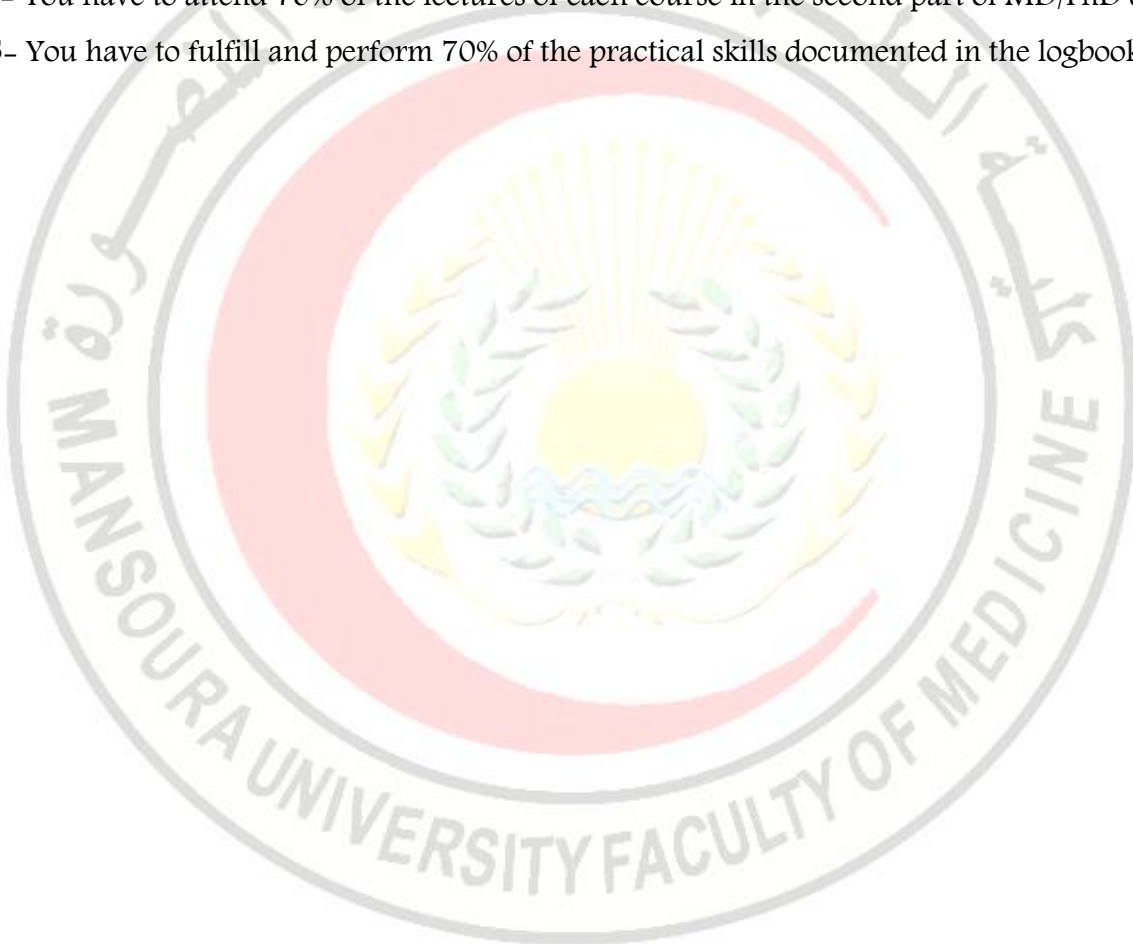 - You have to attend 70% of the lectures of each course in the second part of MD/PhD
- You have to fulfill and perform 70% of the practical skills documented in the logbook
كلية
MANSOURA UNIVERSITY FACULTY OF MEDICINE